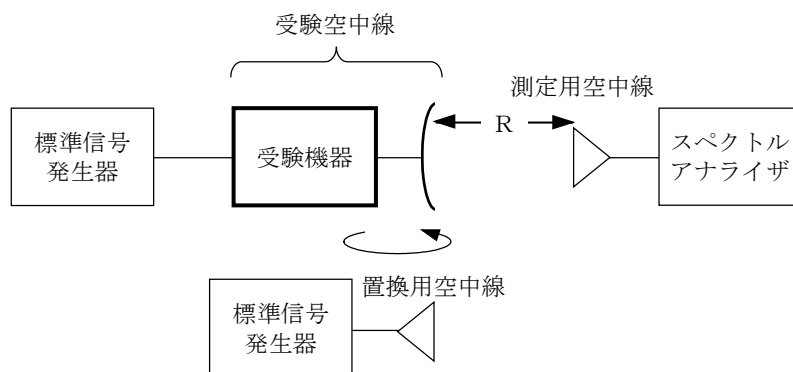 受験空中線
測定用空中線
標準信号
発生器
受験機器
R
スペクトル
アナライザ
置換用空中線
標準信号
発生器